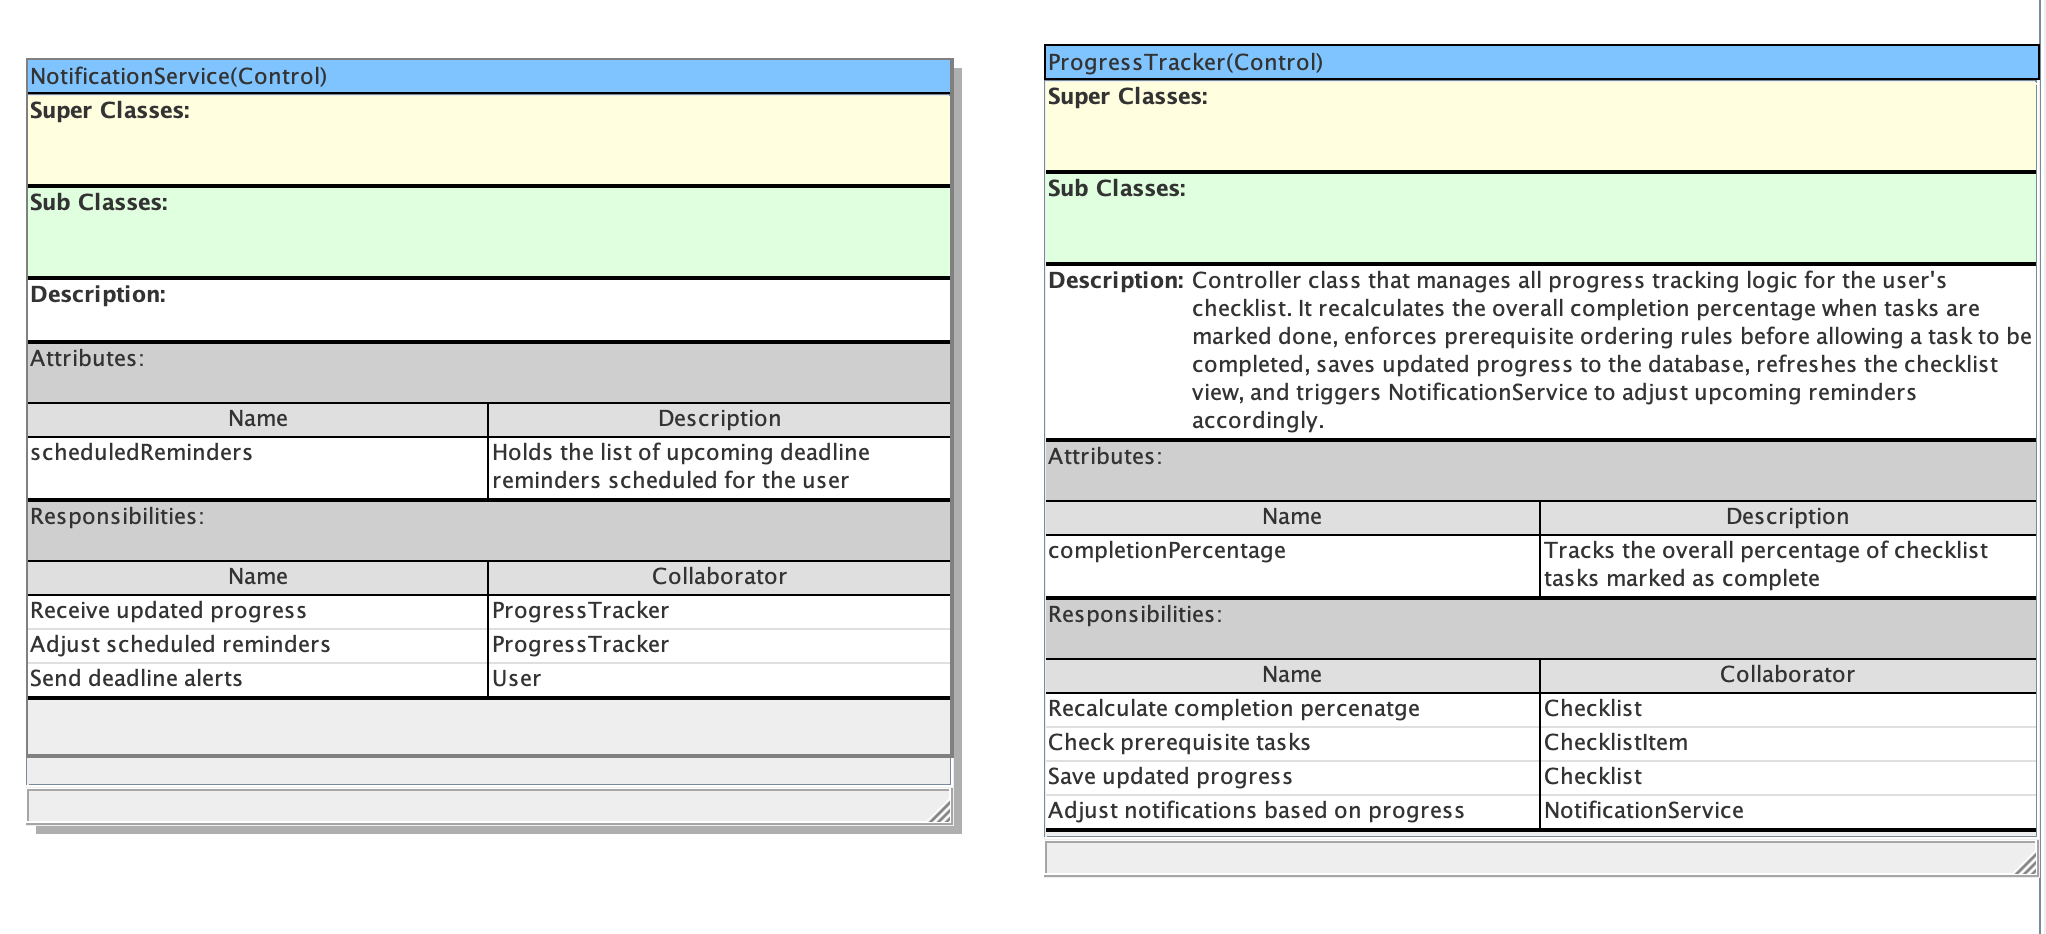 NotificationService(Control)
Super Classes:
Sub Classes:
Description:
Attributes:
Name Description
scheduledReminders Holds the list of upcoming deadline
reminders scheduled for the user
Responsibilities:
Name Collaborator
Receive updated progress ProgressTracker
Adjust scheduled reminders ProgressTracker
Send deadline alerts User
ProgressTracker(Control)
Super Classes:
Sub Classes:
Description: Controller class that manages all progress tracking logic for the user's
checklist. It recalculates the overall completion percentage when tasks are
marked done, enforces prerequisite ordering rules before allowing a task to be
completed, saves updated progress to the database, refreshes the checklist
view, and triggers NotificationService to adjust upcoming reminders
accordingly.
Attributes:
Name Description
completionPercentage Tracks the overall percentage of checklist
tasks marked as complete
Responsibilities:
Name Collaborator
Recalculate completion percenatge Checklist
Check prerequisite tasks ChecklistItem
Save updated progress Checklist
Adjust notifications based on progress NotificationService